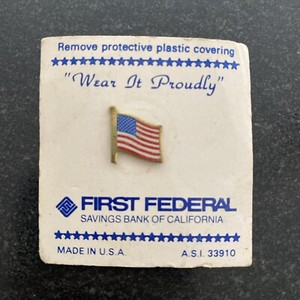 Remove protective plastic covering
"Wear It Proudly"
FIRST FEDERAL
SAVINGS BANK OF CALIFORNIA
MADE IN U.S.A. A.S.I. 33910